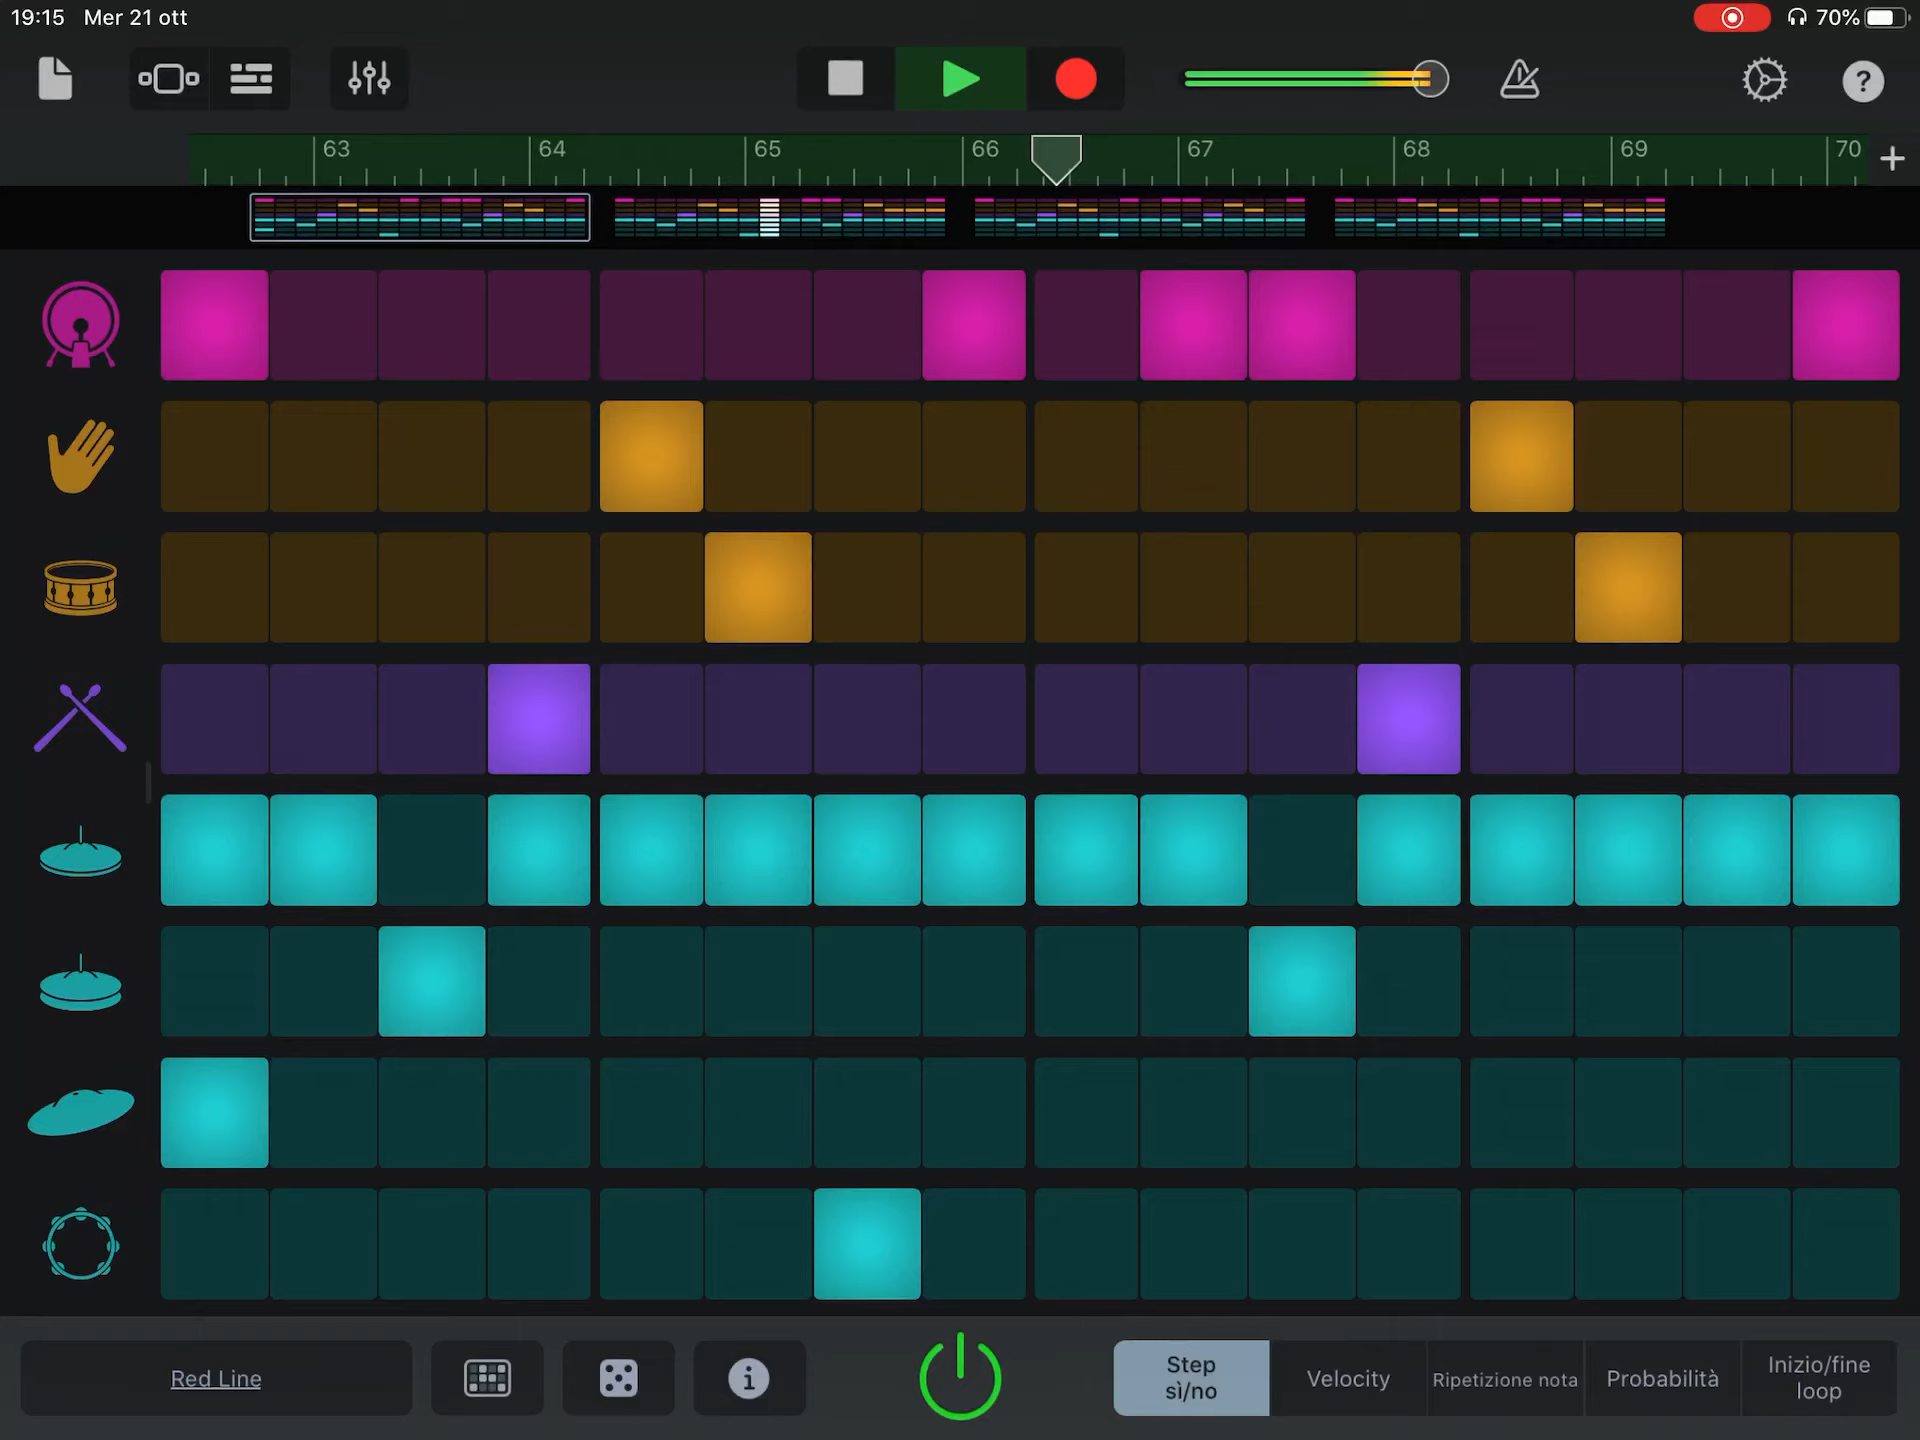 19:15 Mer 21 ott
70%
63 64 65 66 67 68 69 70
Red Line
Step
sì/no
Velocity
Ripetizione nota
Probabilità
Inizio/fine
loop